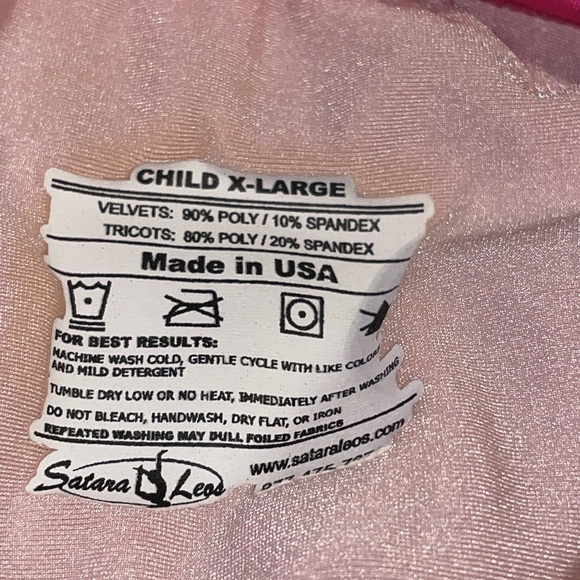 CHILD X-LARGE
VELVETS: 90% POLY / 10% SPANDEX
TRICOTS: 80% POLY / 20% SPANDEX
Made in USA
FOR BEST RESULTS:
MACHINE WASH COLD, GENTLE CYCLE WITH LIKE COLOR
AND MILD DETERGENT
TUMBLE DRY LOW OR NO HEAT, IMMEDIATELY AFTER WASHING
DO NOT BLEACH, HANDWASH, DRY FLAT, OR IRON
REPEATED WASHING MAY DULL FOILED FABRICS
Satara Leos
www.sataraleos.com